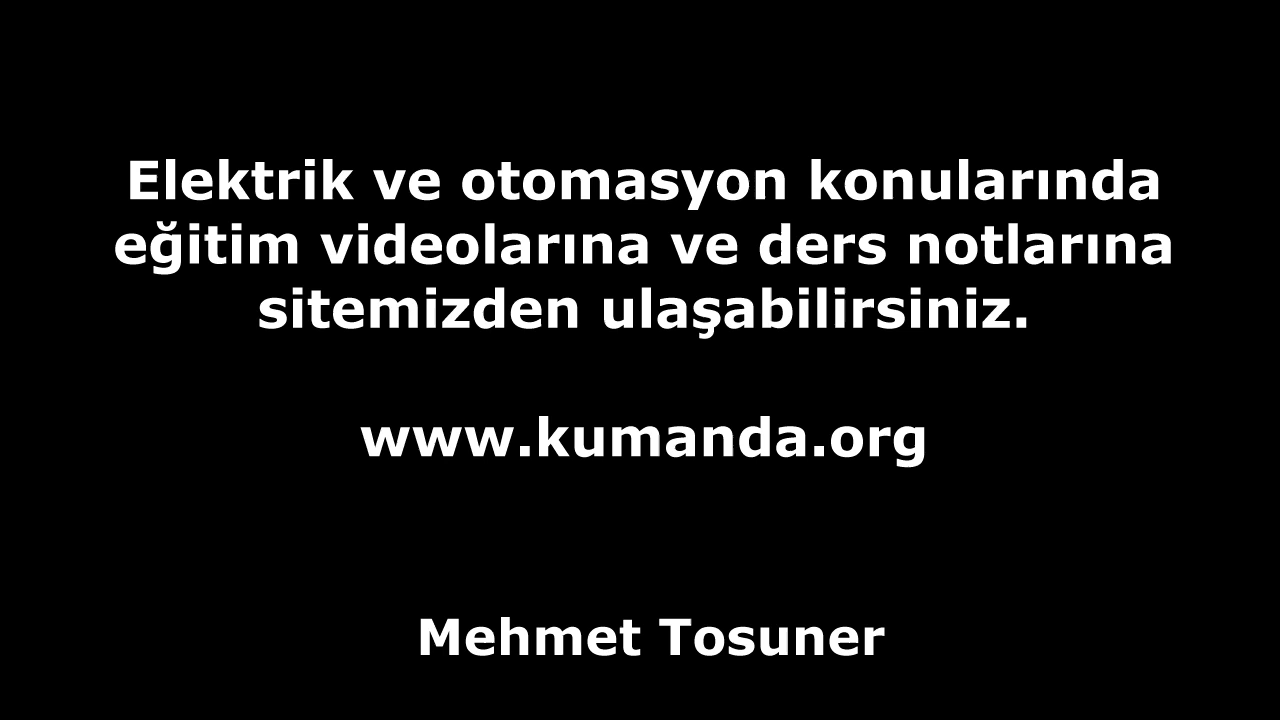 Elektrik ve otomasyon konularında
eğitim videolarına ve ders notlarına
sitemizden ulaşabilirsiniz.
www.kumanda.org
Mehmet Tosuner